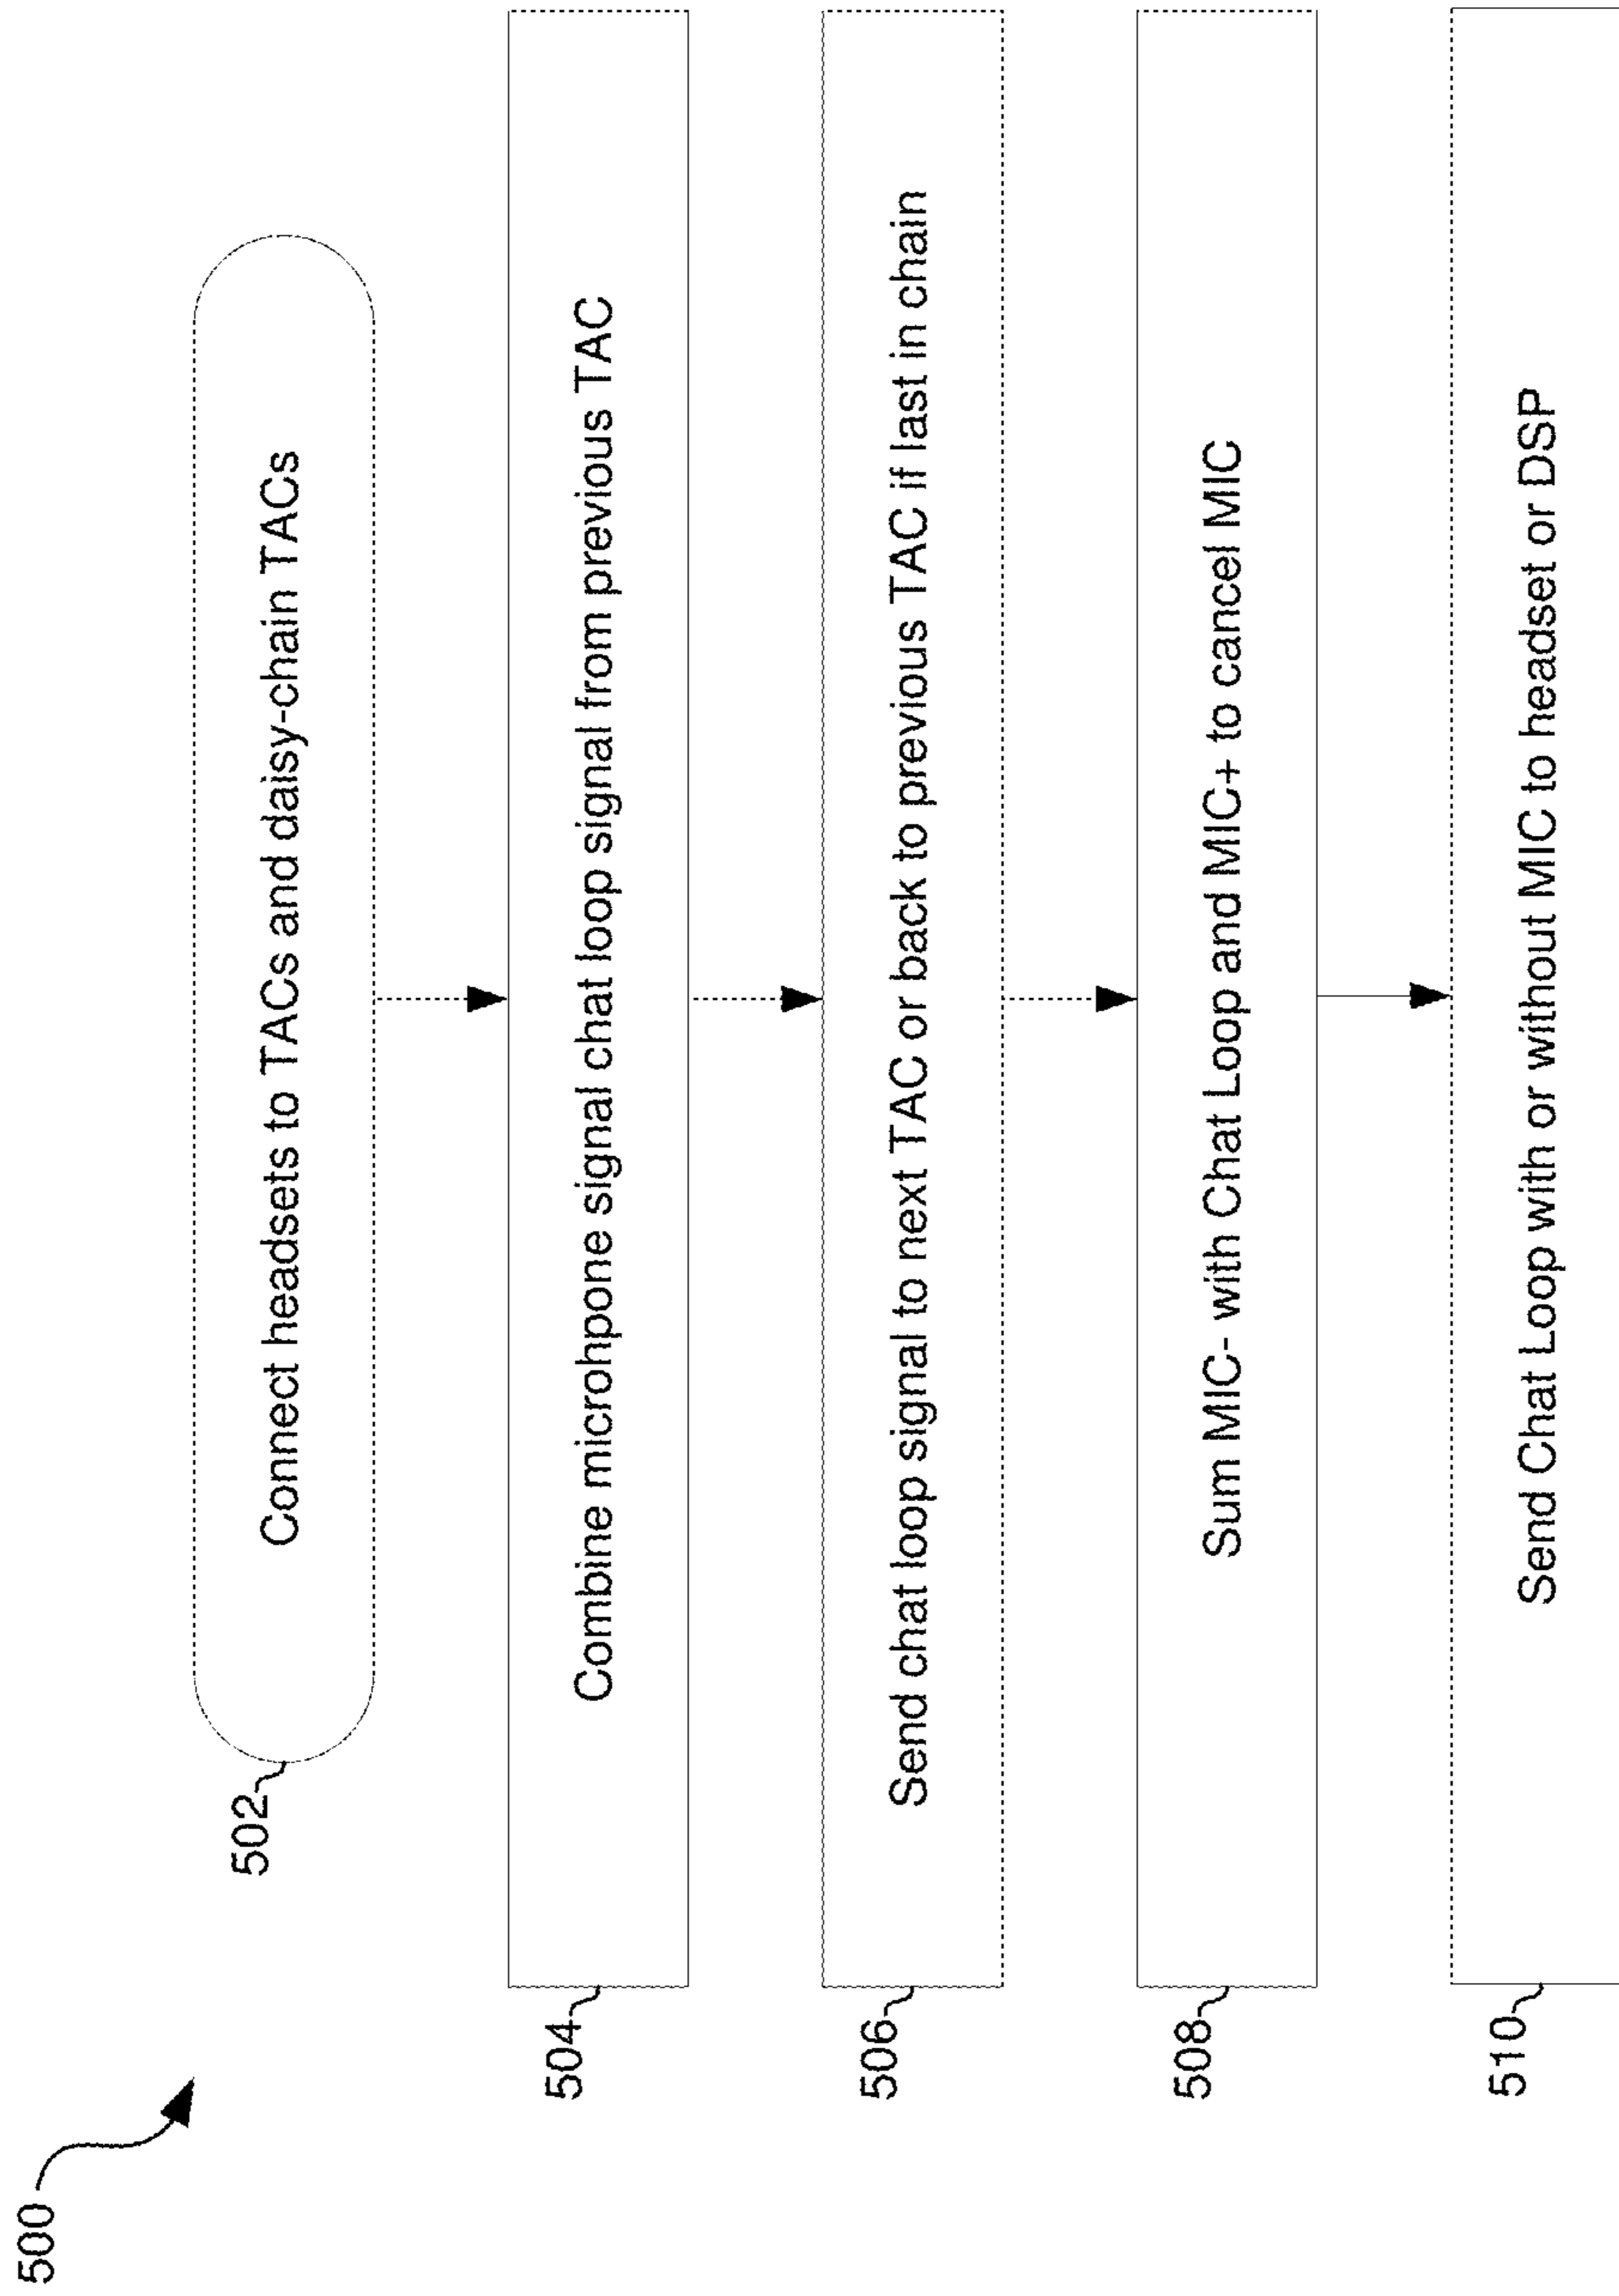 500
502
Connect headsets to TACs and daisy-chain TACs
504
Combine microhpone signal chat loop signal from previous TAC
506
Send chat loop signal to next TAC or back to previous TAC if last in chain
508
Sum MIC- with Chat Loop and MIC+ to cancel MIC
510
Send Chat Loop with or without MIC to headset or DSP